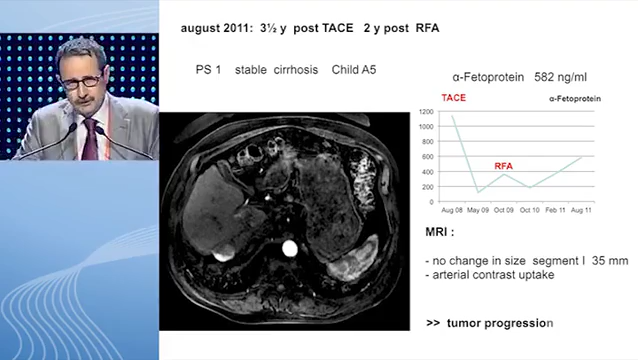 august 2011: 3½ y post TACE 2 y post RFA
PS 1 stable cirrhosis Child A5
α-Fetoprotein 582 ng/ml
TACE
α-Fetoprotein
1200
1000
800
600
400
200
0
RFA
Aug 08 May 09 Oct 09 Oct 10 Feb 11 Aug 11
MRI :
- no change in size segment I 35 mm
- arterial contrast uptake
>> tumor progression